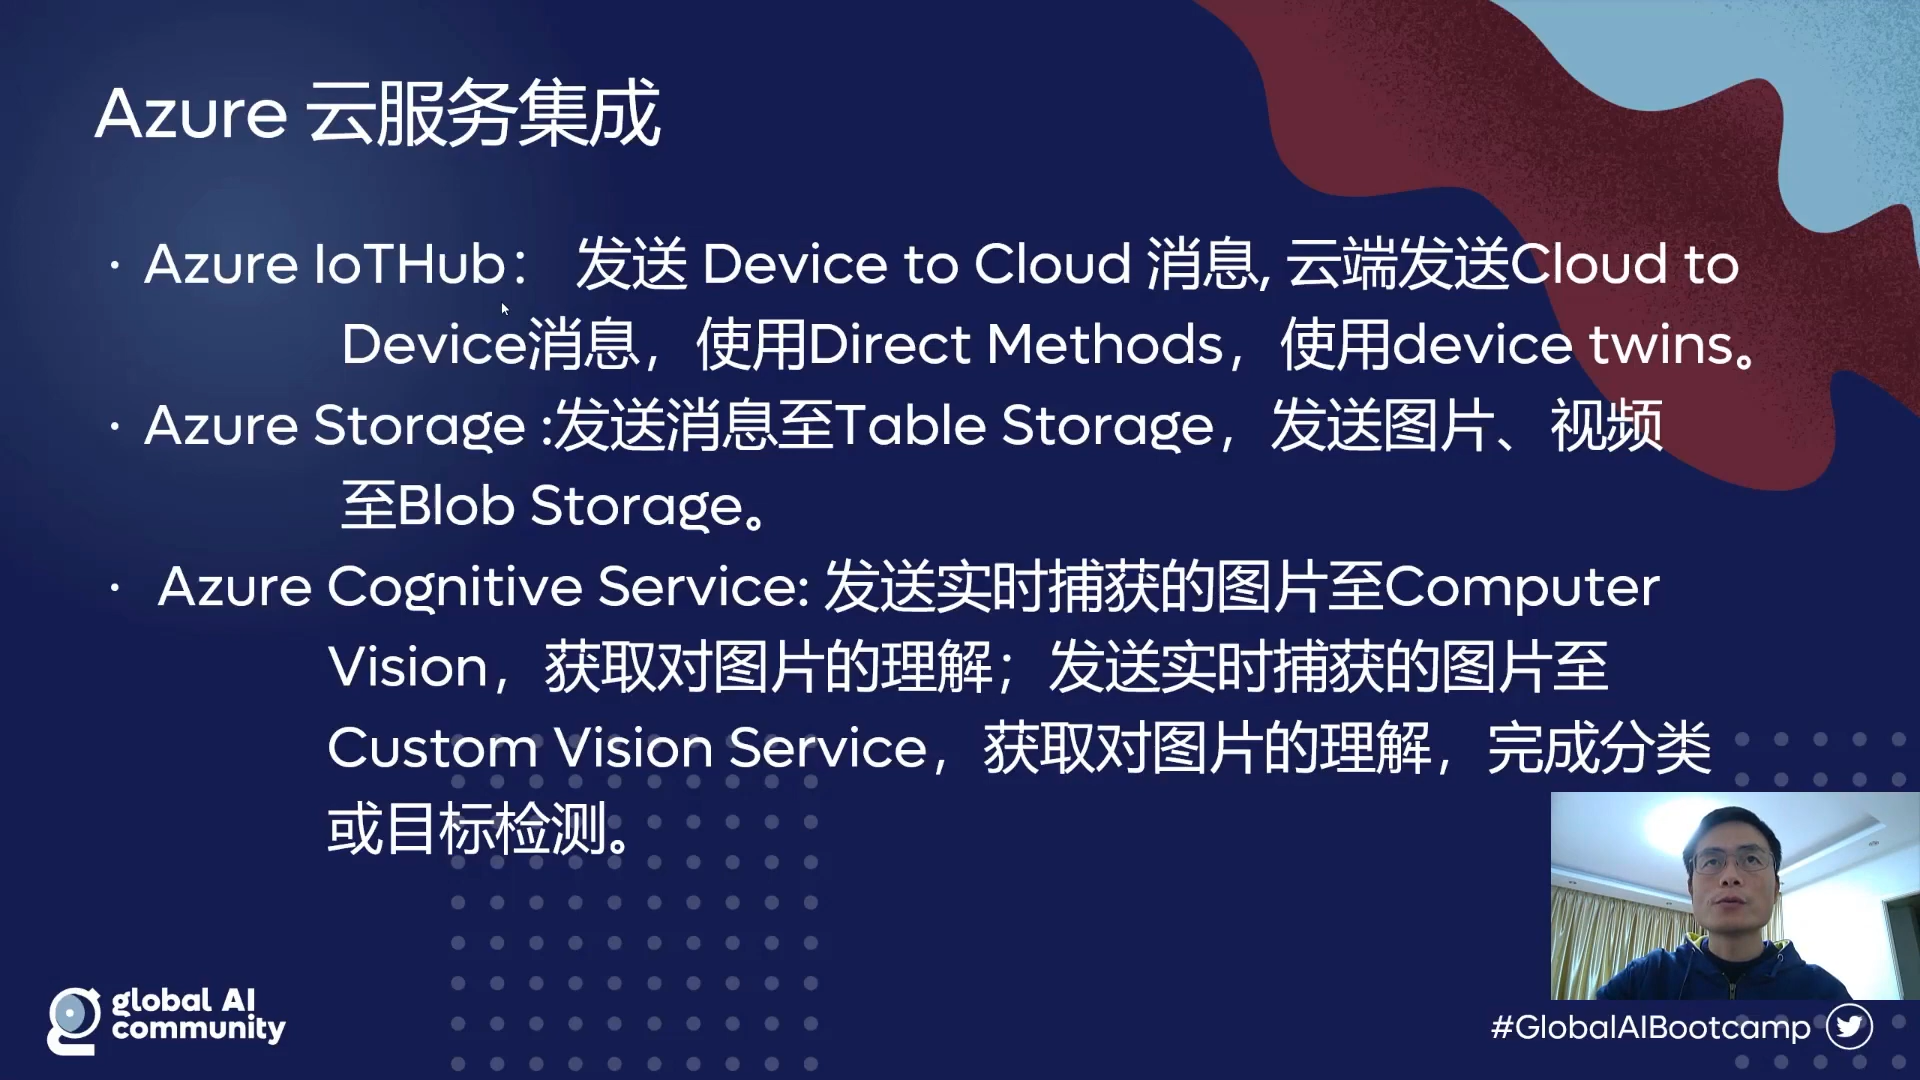 Azure 云服务集成
· Azure IoTHub： 发送 Device to Cloud 消息, 云端发送Cloud to
Device消息，使用Direct Methods，使用device twins。
· Azure Storage :发送消息至Table Storage，发送图片、视频
至Blob Storage。
· Azure Cognitive Service: 发送实时捕获的图片至Computer
Vision，获取对图片的理解；发送实时捕获的图片至
Custom Vision Service，获取对图片的理解，完成分类
或目标检测。
global AI
community
#GlobalAIBootcamp